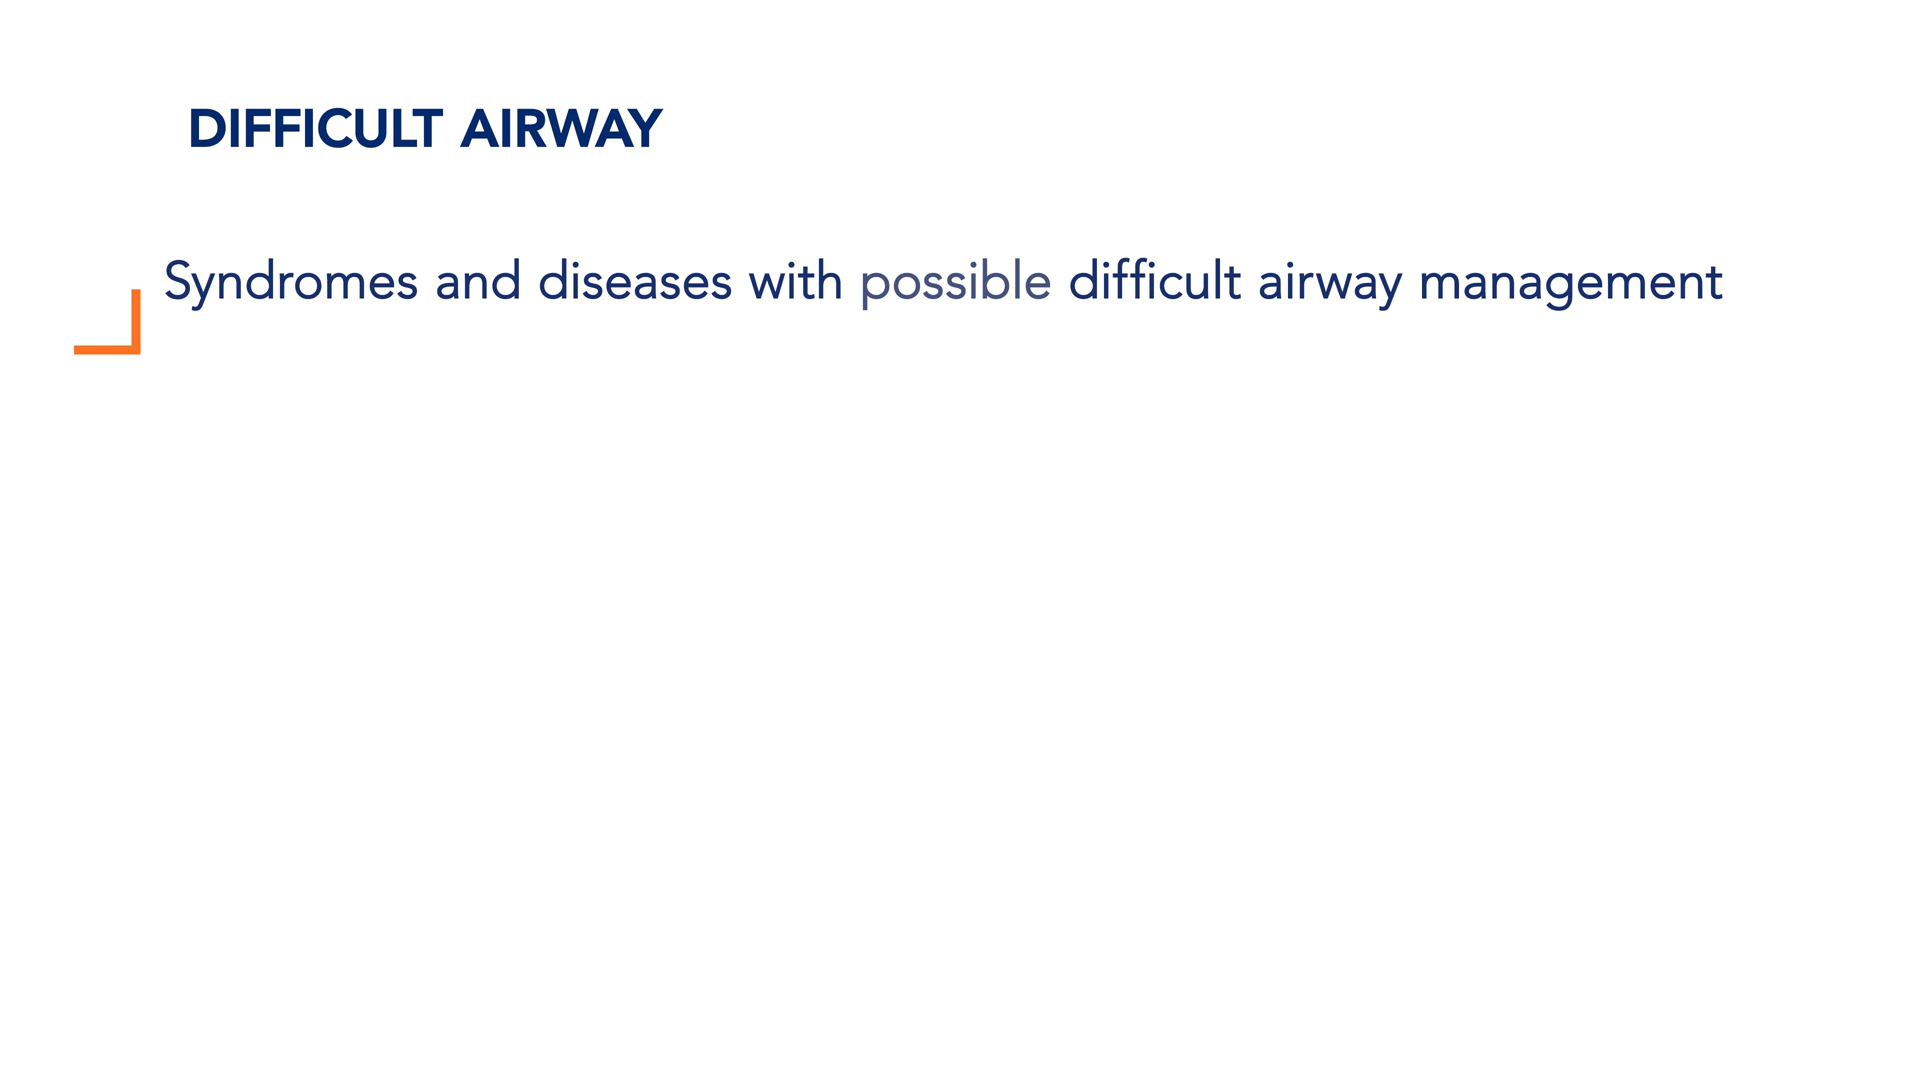 DIFFICULT AIRWAY
Syndromes and diseases with possible difficult airway management